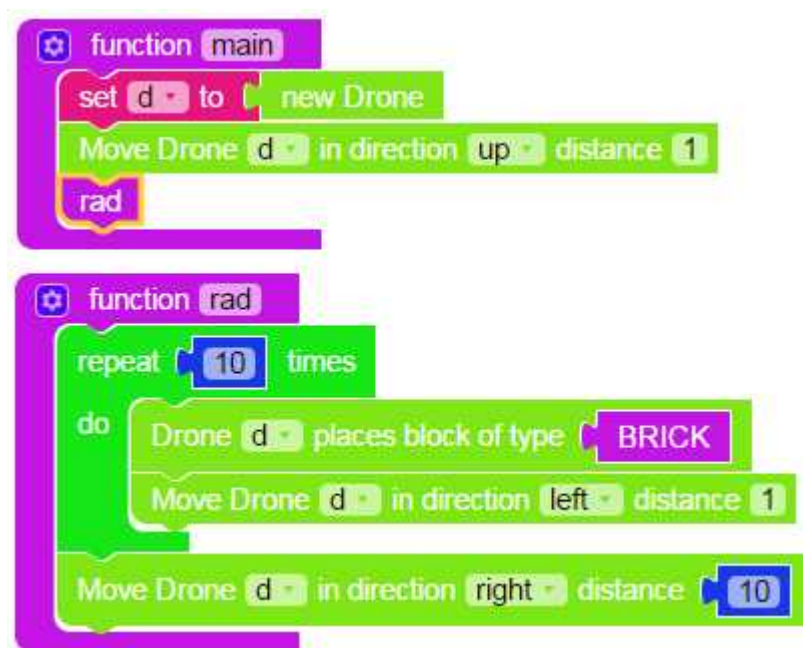 function main
set d to new Drone
Move Drone d in direction up distance 1
rad
function rad
repeat 10 times
do
Drone d places block of type BRICK
Move Drone d in direction left distance 1
Move Drone d in direction right distance 10